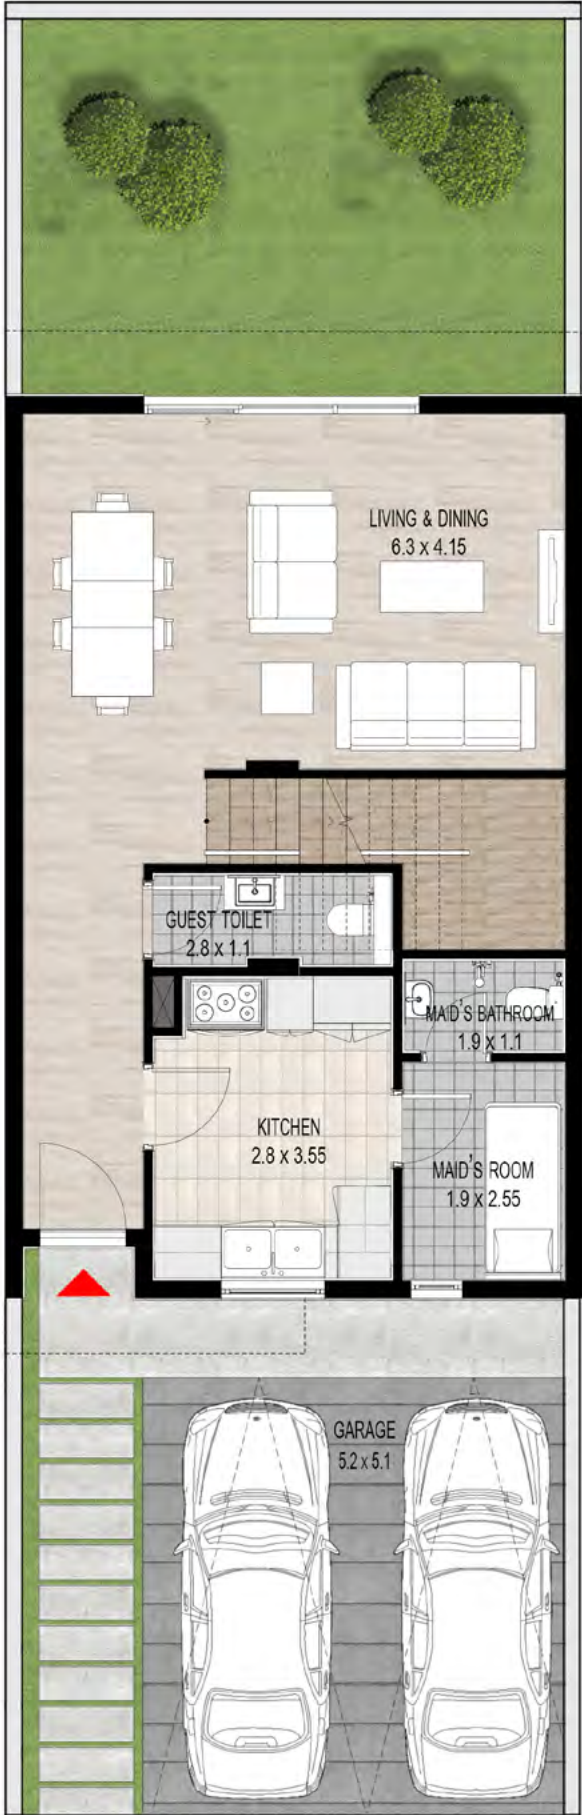 LIVING & DINING
6.3 x 4.15
GUEST TOILET
2.8 x 1.1
MAID'S BATHROOM
1.9 x 1.1
KITCHEN
2.8 x 3.55
MAID'S ROOM
1.9 x 2.55
GARAGE
5.2 x 5.1